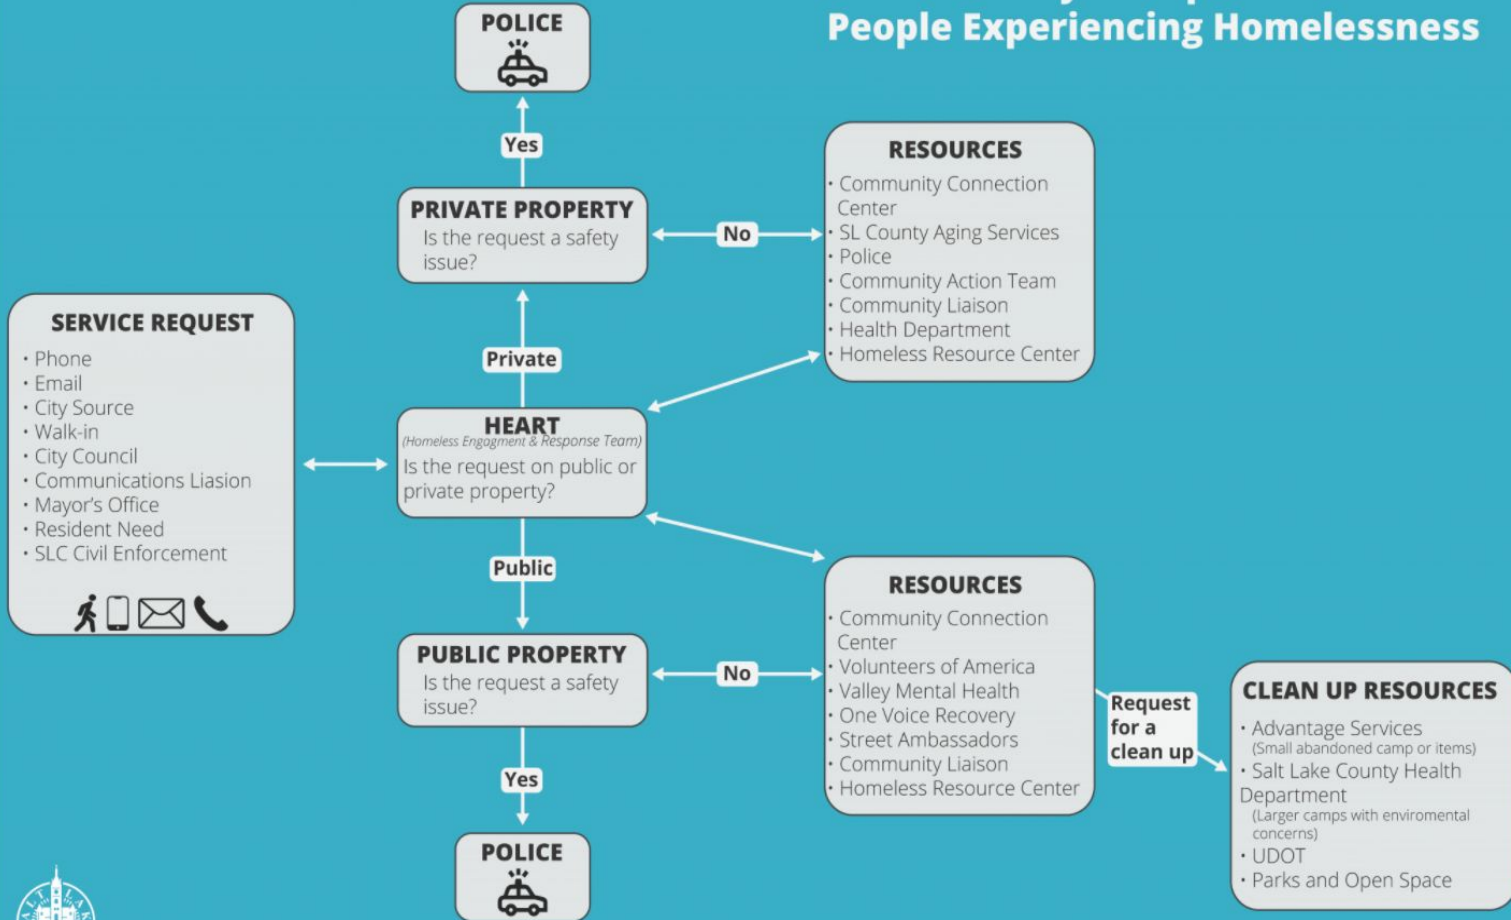 People Experiencing Homelessness
POLICE
Yes
PRIVATE PROPERTY
Is the request a safety
issue?
No
RESOURCES
• Community Connection
Center
• SL County Aging Services
• Police
• Community Action Team
• Community Liaison
• Health Department
• Homeless Resource Center
Private
SERVICE REQUEST
• Phone
• Email
• City Source
• Walk-in
• City Council
• Communications Liasion
• Mayor's Office
• Resident Need
• SLC Civil Enforcement
HEART
(Homeless Engagment & Response Team)
Is the request on public or
private property?
Public
PUBLIC PROPERTY
Is the request a safety
issue?
No
RESOURCES
• Community Connection
Center
• Volunteers of America
• Valley Mental Health
• One Voice Recovery
• Street Ambassadors
• Community Liaison
• Homeless Resource Center
Request
for a
clean up
CLEAN UP RESOURCES
• Advantage Services
(Small abandoned camp or items)
• Salt Lake County Health
Department
(Larger camps with enviromental
concerns)
• UDOT
• Parks and Open Space
Yes
POLICE
ALT LAK